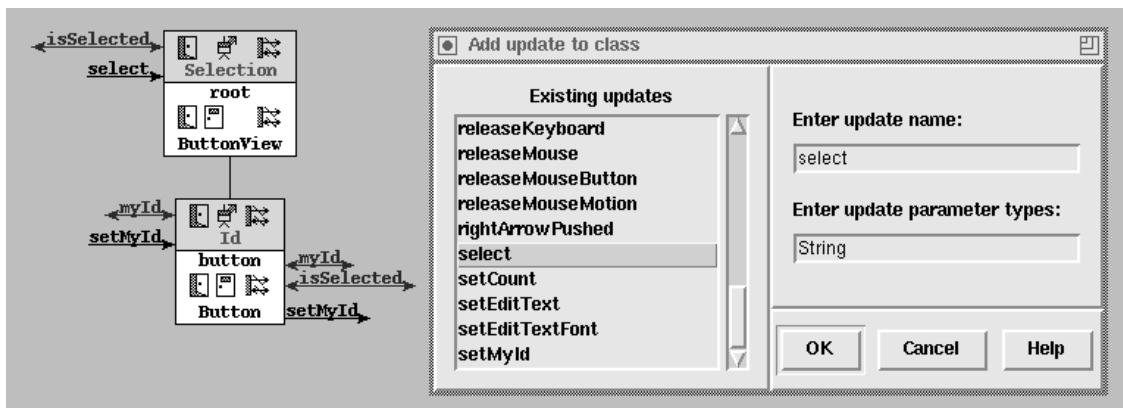 isSelected
select
Selection
root
ButtonView
myId
setMyId
Id
button
myId
isSelected
Button
setMyId
Add update to class
Existing updates
releaseKeyboard
releaseMouse
releaseMouseButton
releaseMouseMotion
rightArrowPushed
select
setCount
setEditText
setEditTextFont
setMyId
Enter update name:
select
Enter update parameter types:
String
OK
Cancel
Help